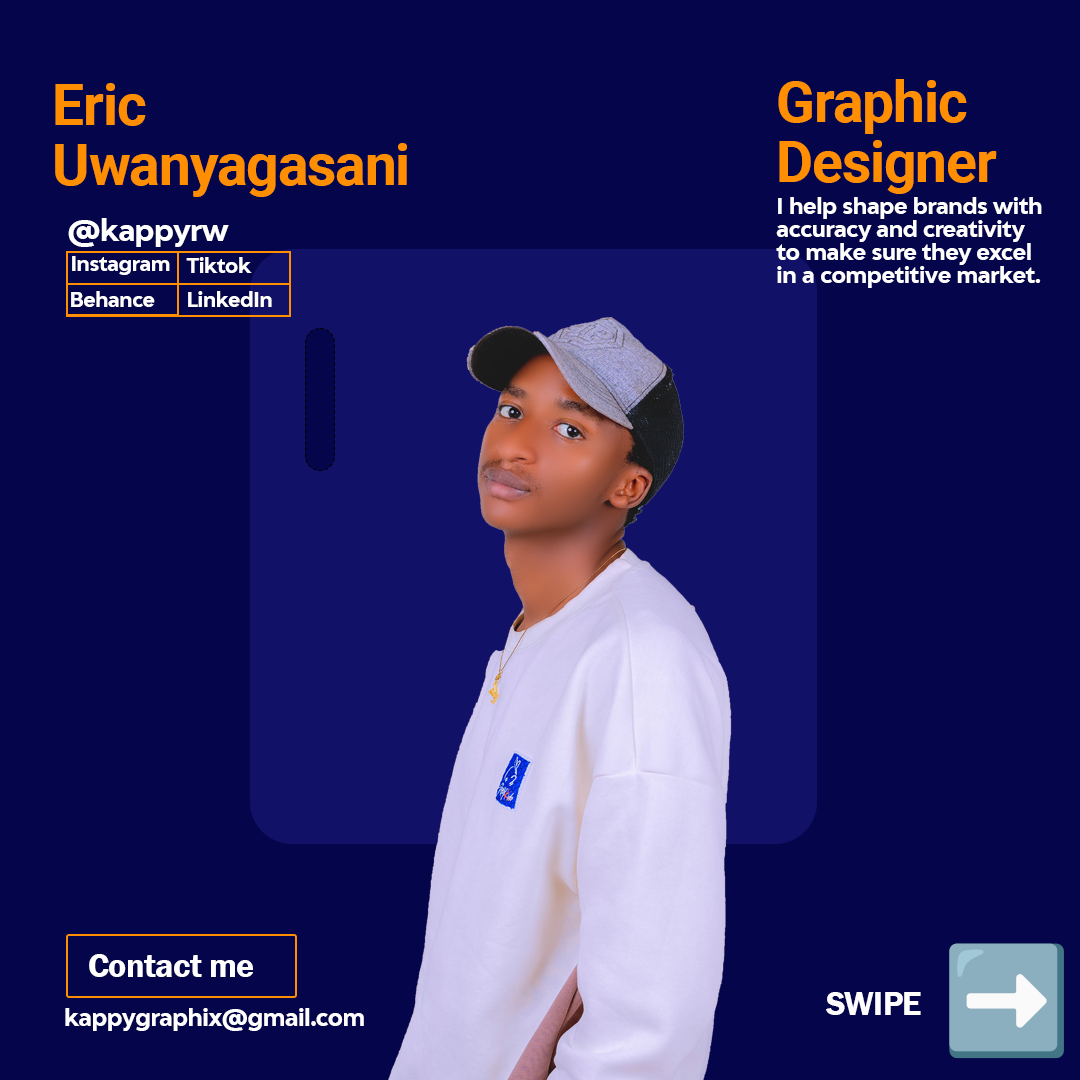 Eric
Uwanyagasani
@kappyrw
Instagram Tiktok
Behance LinkedIn
Graphic
Designer
I help shape brands with
accuracy and creativity
to make sure they excel
in a competitive market.
Contact me
kappygraphix@gmail.com
SWIPE